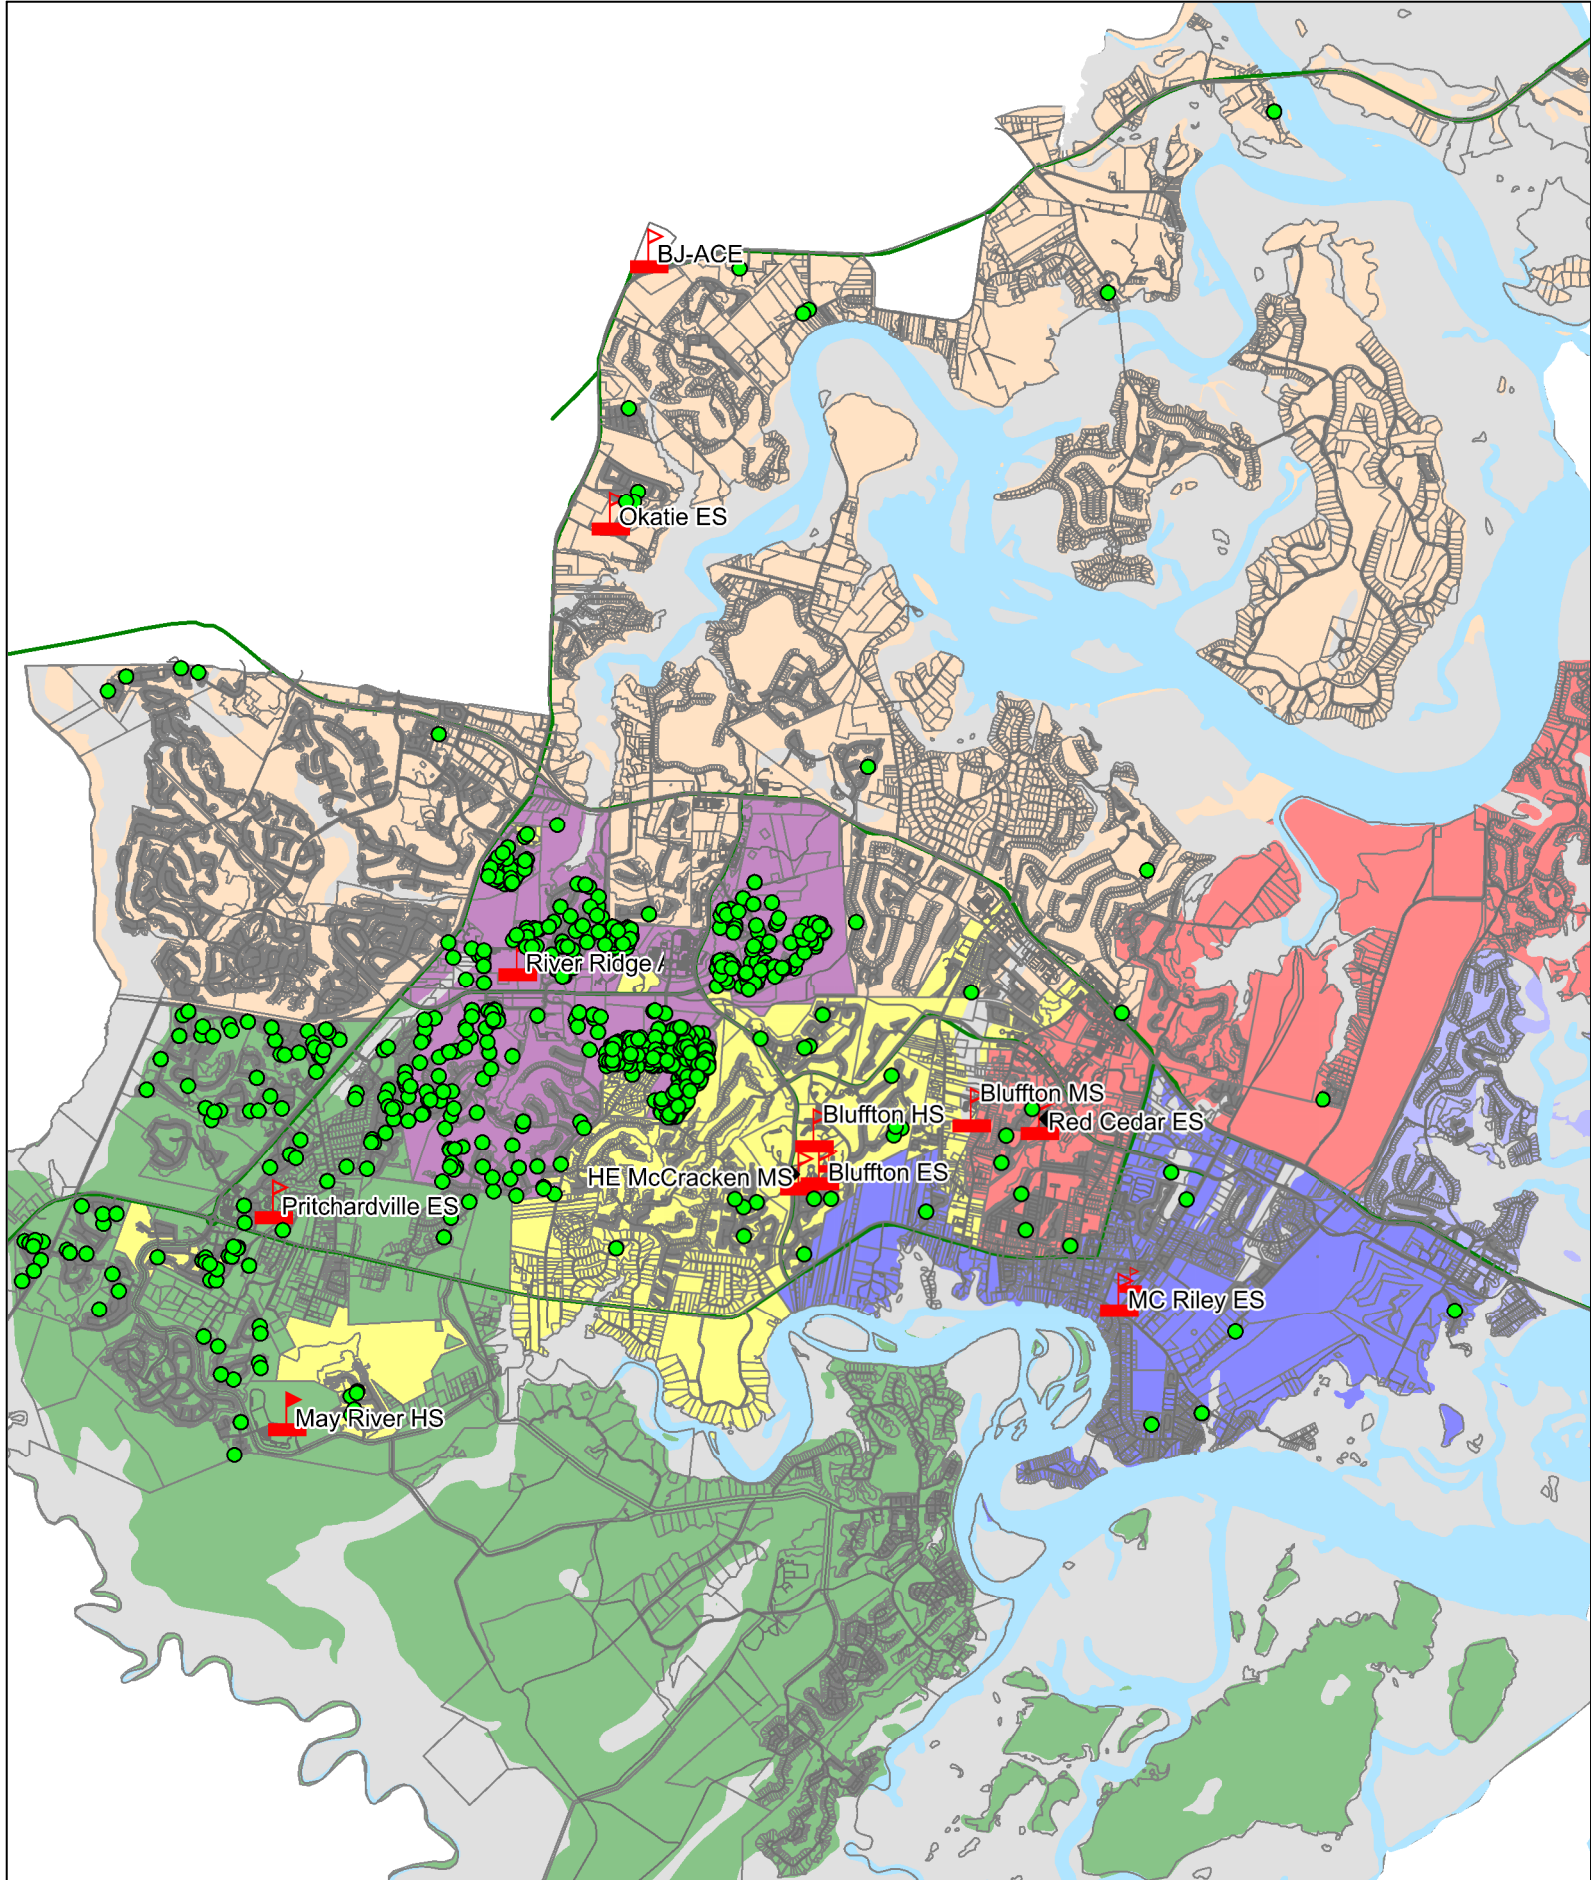 BJ-ACE
Okatie ES
River Ridge A
Bluffton MS
Bluffton HS
Red Cedar ES
HE McCracken MS
Bluffton ES
Pritchardville ES
MC Riley ES
May River HS